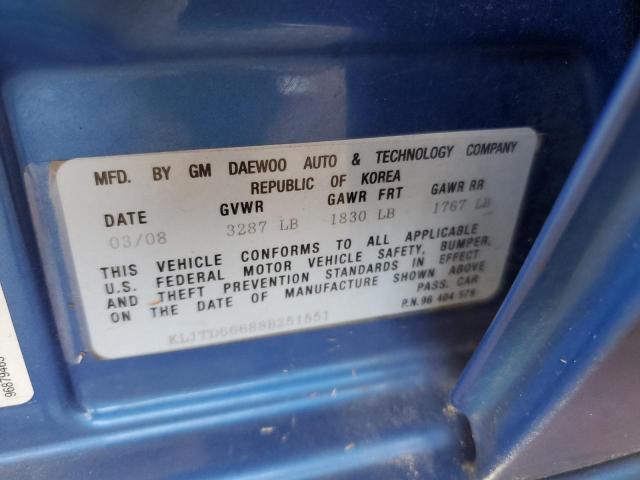 MFD. BY GM DAEWOO AUTO & TECHNOLOGY COMPANY
REPUBLIC OF KOREA
DATE GVWR GAWR FRT GAWR RR
03/08 3287 LB 1830 LB 1767 LB
THIS VEHICLE CONFORMS TO ALL APPLICABLE
U.S. FEDERAL MOTOR VEHICLE SAFETY, BUMPER,
AND THEFT PREVENTION STANDARDS IN EFFECT
ON THE DATE OF MANUFACTURE SHOWN ABOVE
PASS. CAR
P.N. 96 404 576
KL1TD66688B251551